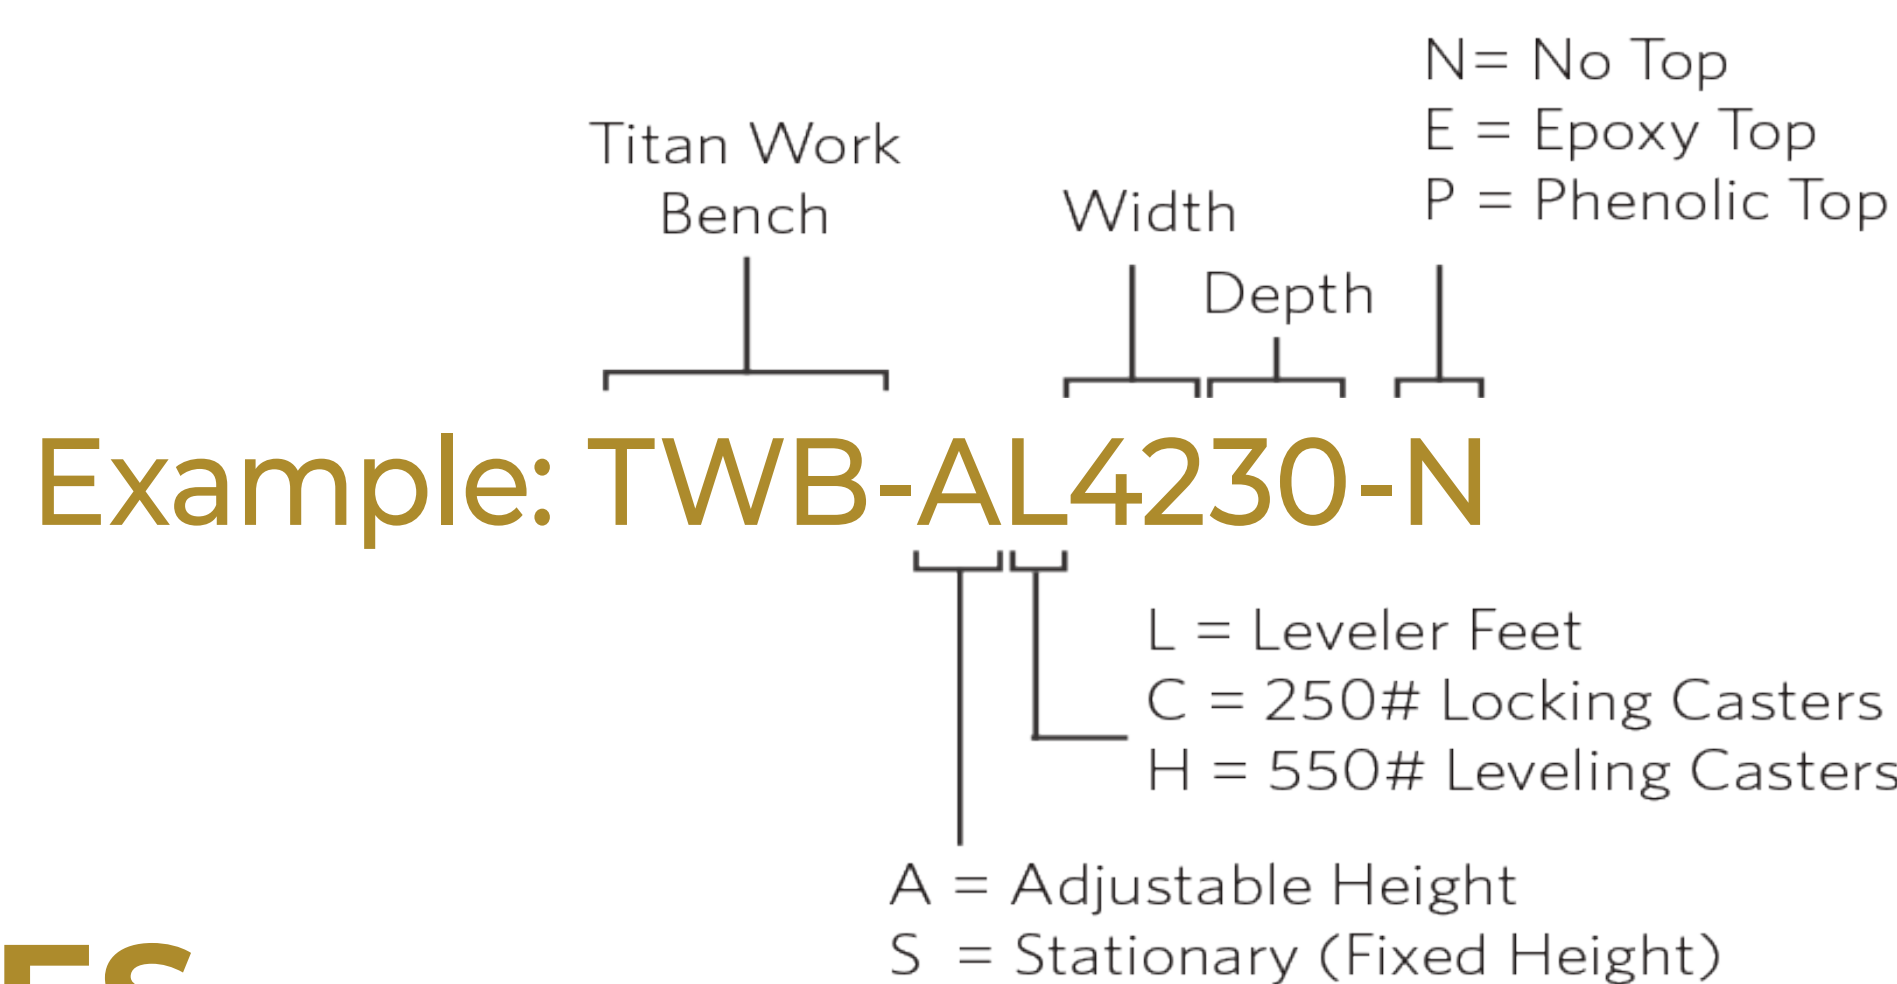 N= No Top
E = Epoxy Top
P = Phenolic Top
Titan Work
Bench
Width
Depth
Example: TWB-AL4230-N
L = Leveler Feet
C = 250# Locking Casters
H = 550# Leveling Casters
A = Adjustable Height
S = Stationary (Fixed Height)